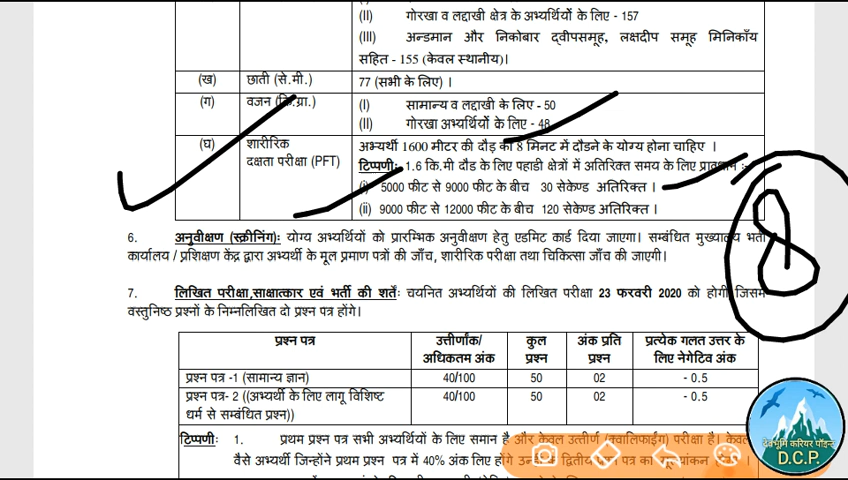 (II) गोरखा व लद्दाखी क्षेत्र के अभ्यर्थियों के लिए - 157
(III) अन्डमान और निकोबार द्वीपसमूह, लक्षदीप समूह मिनिकॉय
सहित - 155 (केवल स्थानीय)।
(ख) छाती (से.मी.) 77 (सभी के लिए) ।
(ग) वजन (कि.ग्रा.) (I) सामान्य व लद्दाखी के लिए - 50
(II) गोरखा अभ्यर्थियों के लिए - 48
(घ) शारीरिक दक्षता परीक्षा (PFT) अभ्यर्थी 1600 मीटर की दौड़ को 8 मिनट में दौडने के योग्य होना चाहिए ।
टिप्पणी:- 1.6 कि.मी दौड के लिए पहाडी क्षेत्रों में अतिरिक्त समय के लिए प्रावधान :-
(i) 5000 फीट से 9000 फीट के बीच 30 सेकेण्ड अतिरिक्त ।
(ii) 9000 फीट से 12000 फीट के बीच 120 सेकेण्ड अतिरिक्त ।
8
6. अनुवीक्षण (स्क्रीनिंग): योग्य अभ्यर्थियों को प्रारम्भिक अनुवीक्षण हेतु एडमिट कार्ड दिया जाएगा। सम्बंधित मुख्यालय भर्ती
कार्यालय / प्रशिक्षण केंद्र द्वारा अभ्यर्थी के मूल प्रमाण पत्रों की जाँच, शारीरिक परीक्षा तथा चिकित्सा जाँच की जाएगी।
7. लिखित परीक्षा,साक्षात्कार एवं भर्ती की शर्तें: चयनित अभ्यर्थियों की लिखित परीक्षा 23 फरवरी 2020 को होगी जिसमें
वस्तुनिष्ठ प्रश्नों के निम्नलिखित दो प्रश्न पत्र होंगे।
प्रश्न पत्र उत्तीर्णांक/ अधिकतम अंक कुल प्रश्न अंक प्रति प्रश्न प्रत्येक गलत उत्तर के लिए नेगेटिव अंक
प्रश्न पत्र -1 (सामान्य ज्ञान) 40/100 50 02 - 0.5
प्रश्न पत्र- 2 ((अभ्यर्थी के लिए लागू विशिष्ट धर्म से सम्बंधित प्रश्न)) 40/100 50 02 - 0.5
टिप्पणी: 1. प्रथम प्रश्न पत्र सभी अभ्यर्थियों के लिए समान है और केवल उत्तीर्ण (क्वालिफाईंग) परीक्षा है। केवल
वैसे अभ्यर्थी जिन्होंने प्रथम प्रश्न पत्र में 40% अंक लिए होंगे उनके द्वितीय
देवभूमि करियर पॉइन्ट
D.C.P.